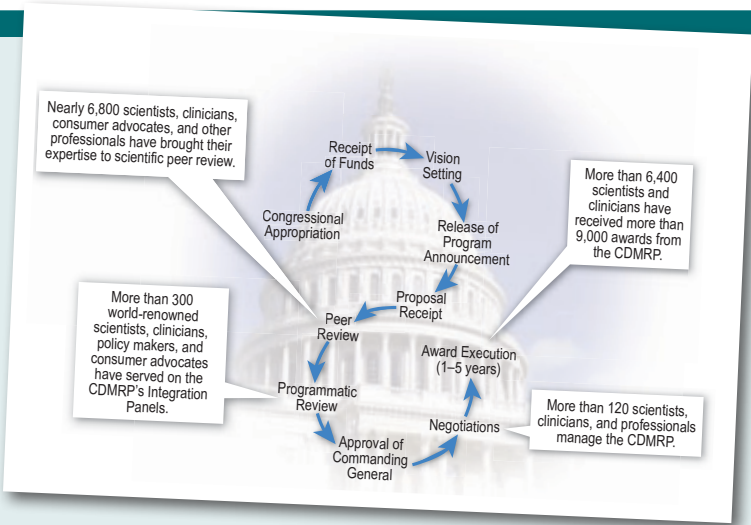 Nearly 6,800 scientists, clinicians,
consumer advocates, and other
professionals have brought their
expertise to scientific peer review.
Receipt
of Funds
Vision
Setting
More than 6,400
scientists and
clinicians have
received more than
9,000 awards from
the CDMRP.
Congressional
Appropriation
Release of
Program
Announcement
Proposal
Receipt
Peer
Review
More than 300
world-renowned
scientists, clinicians,
policy makers, and
consumer advocates
have served on the
CDMRP's Integration
Panels.
Award Execution
(1–5 years)
Programmatic
Review
Negotiations
More than 120 scientists,
clinicians, and professionals
manage the CDMRP.
Approval of
Commanding
General